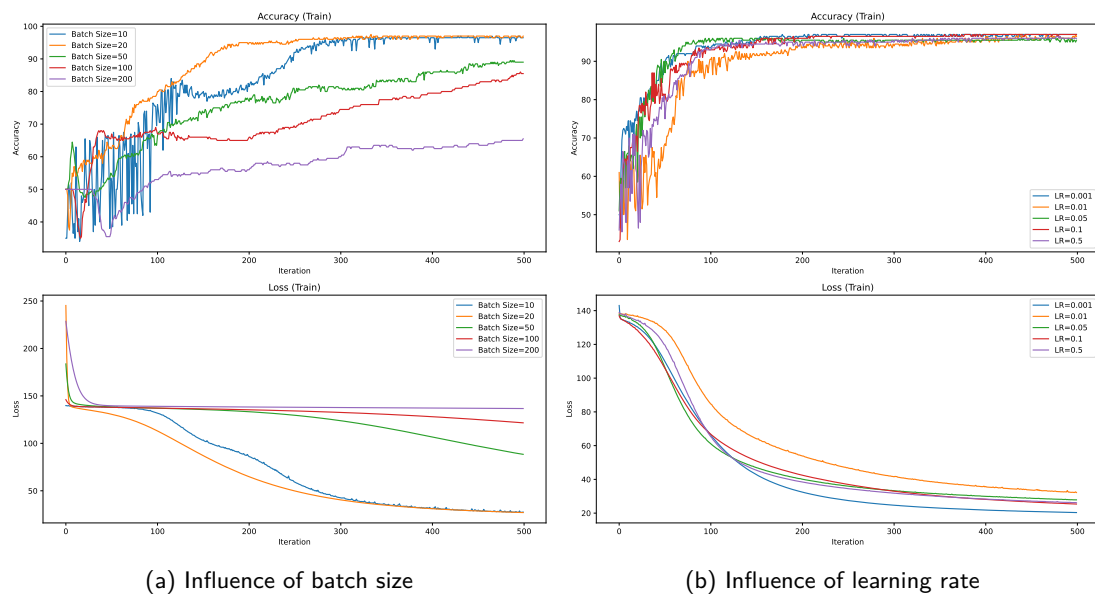 Accuracy (Train)
100
90
80
70
60
50
40
Accuracy
Batch Size=10
Batch Size=20
Batch Size=50
Batch Size=100
Batch Size=200
0
100
200
300
400
500
Iteration
Accuracy (Train)
90
80
70
60
50
Accuracy
LR=0.001
LR=0.01
LR=0.05
LR=0.1
LR=0.5
0
100
200
300
400
500
Iteration
Loss (Train)
250
200
150
100
50
Loss
Batch Size=10
Batch Size=20
Batch Size=50
Batch Size=100
Batch Size=200
0
100
200
300
400
500
Iteration
Loss (Train)
140
120
100
80
60
40
20
Loss
LR=0.001
LR=0.01
LR=0.05
LR=0.1
LR=0.5
0
100
200
300
400
500
Iteration
(a) Influence of batch size
(b) Influence of learning rate